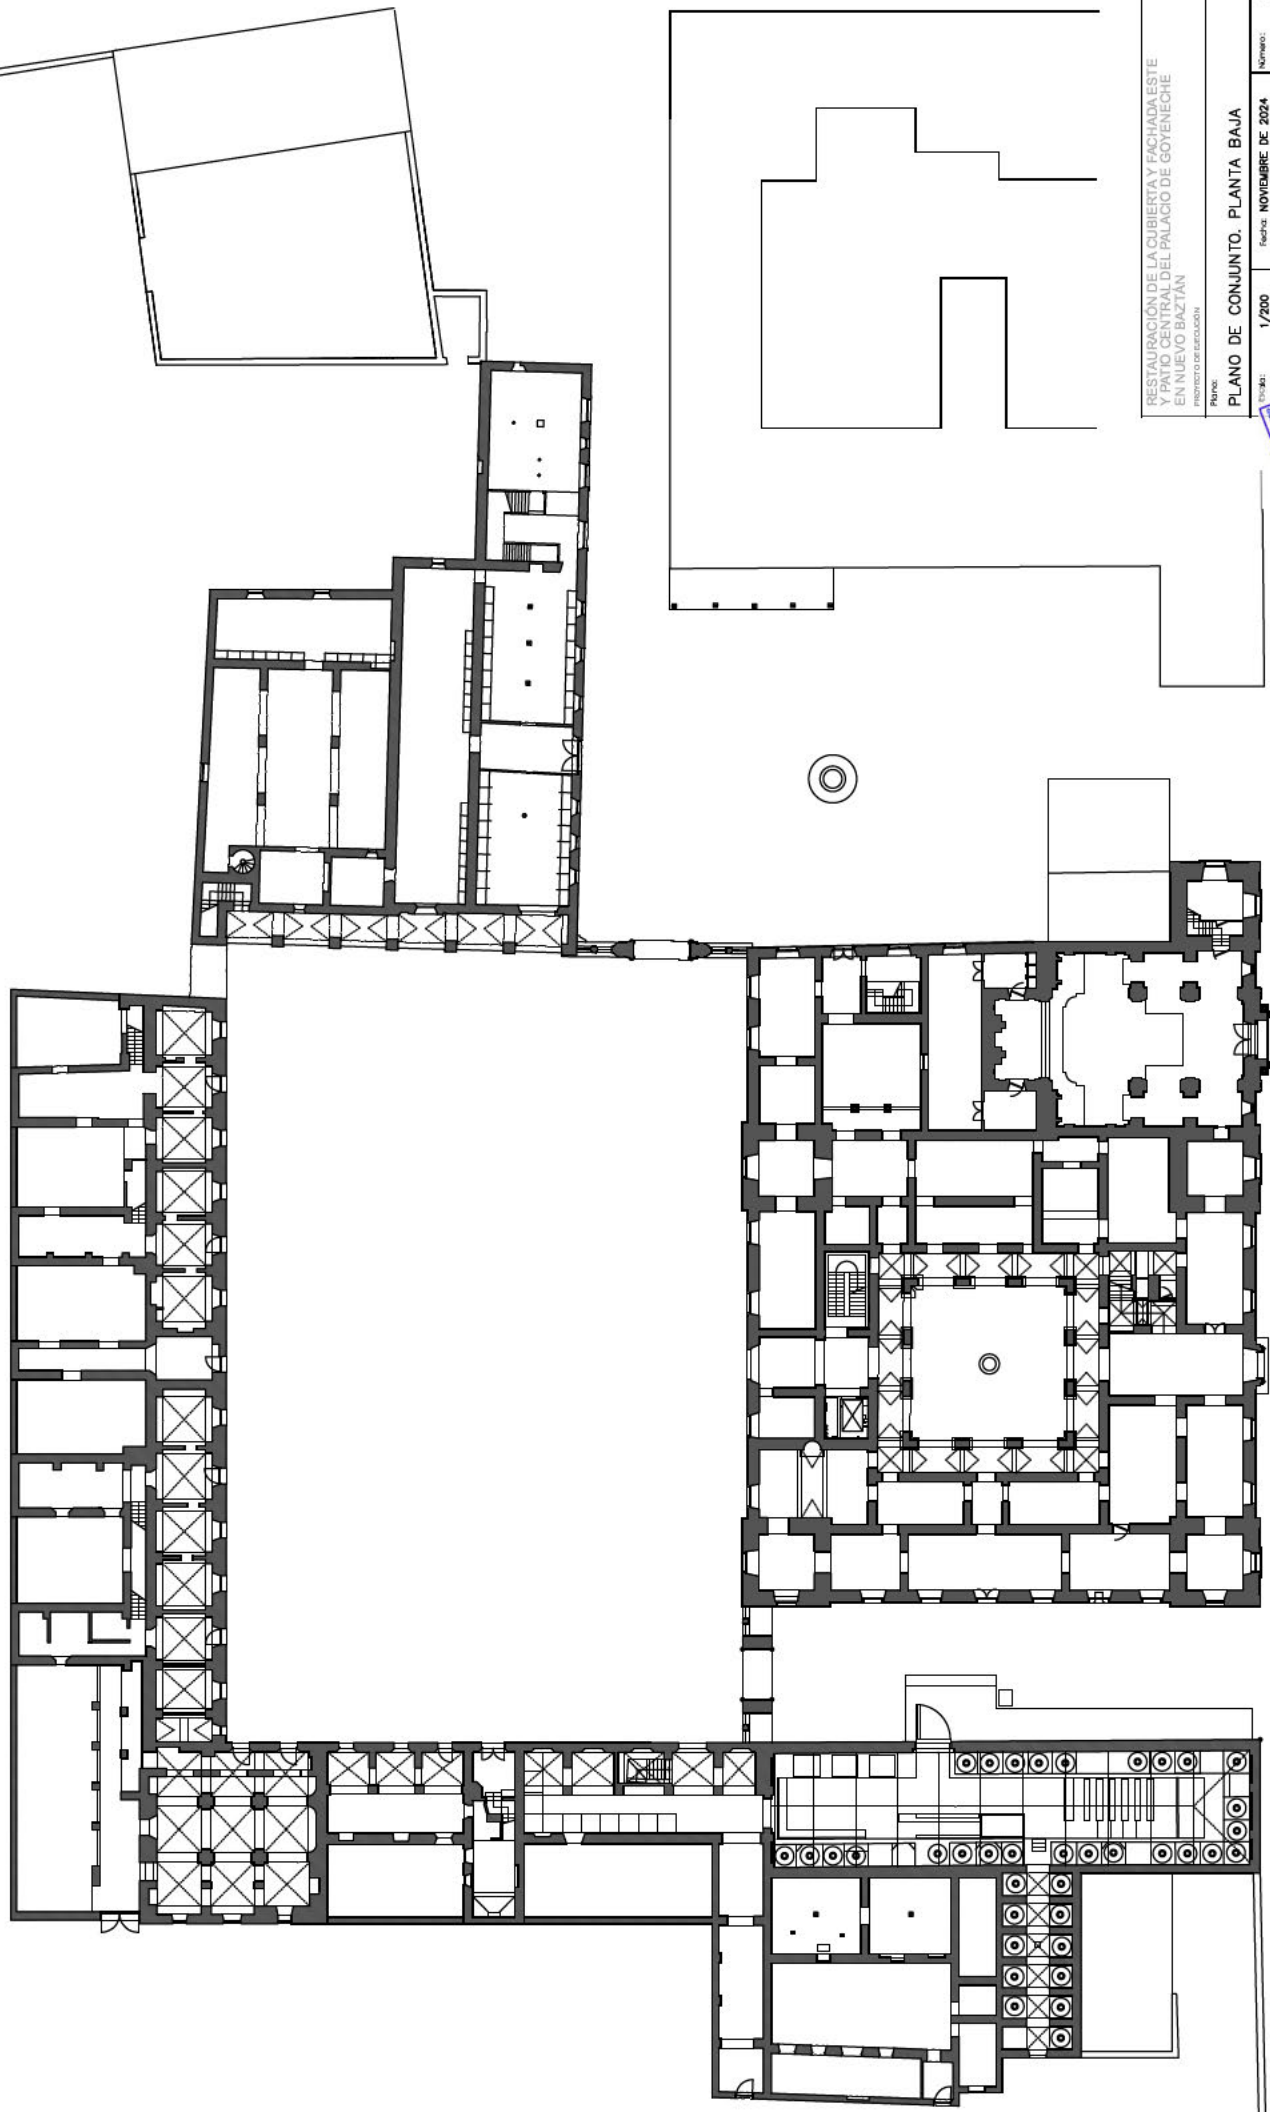 RESTAURACIÓN DE LA CUBIERTA Y FACHADA ESTE
Y PATIO CENTRAL DEL PALACIO DE GOYENECHE
EN NUEVO BAZTÁN
PROYECTO DE EJECUCIÓN
Plano:
PLANO DE CONJUNTO. PLANTA BAJA
Escala: 1/200 Fecha: NOVIEMBRE DE 2024 Número: